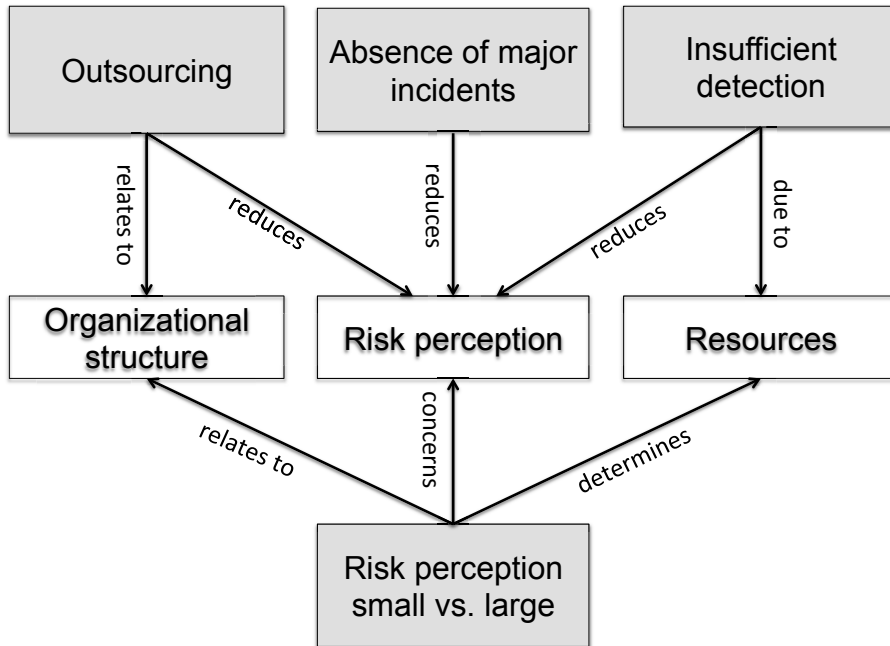 Outsourcing
Absence of major
incidents
Insufficient
detection
relates to
reduces
reduces
reduces
due to
Organizational
structure
Risk perception
Resources
relates to
concerns
determines
Risk perception
small vs. large